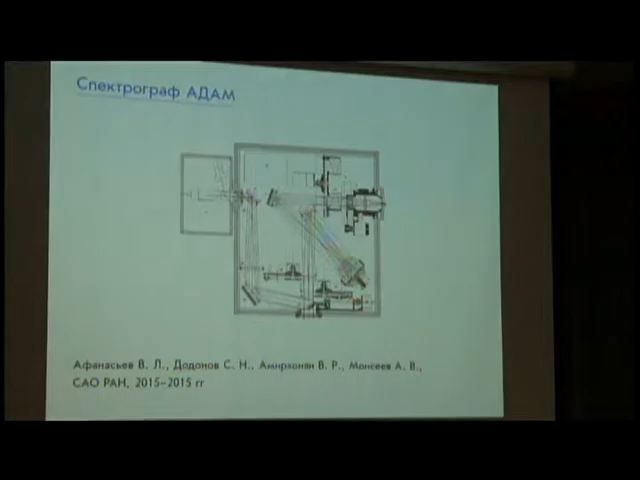 Спектрограф АДАМ
Афанасьев В. Л., Додонов С. Н., Амирханян В. Р., Моисеев А. В.,
САО РАН, 2015-2015 гг